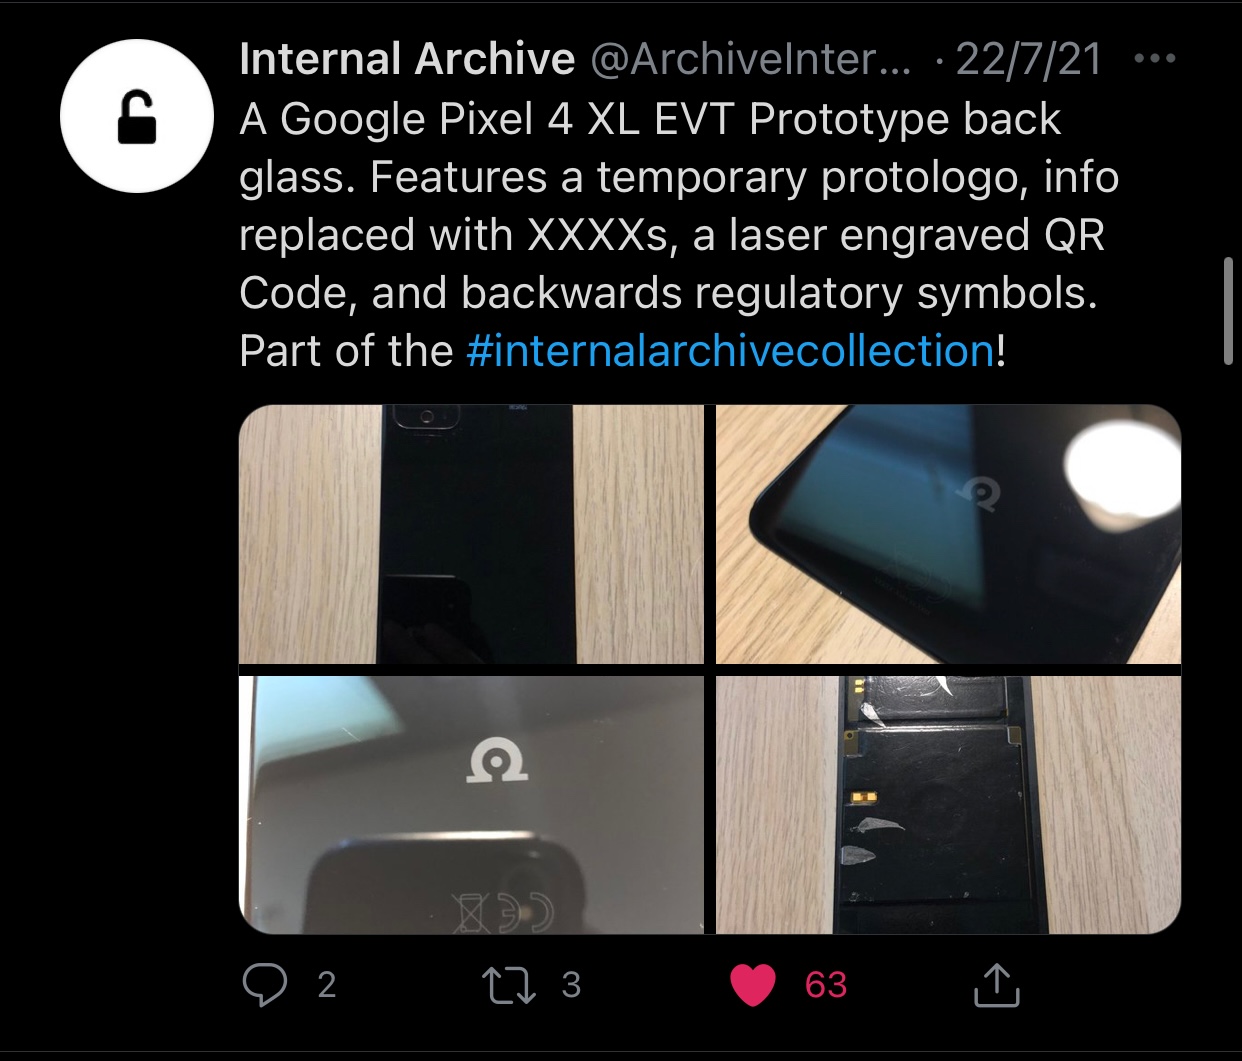 Internal Archive @ArchiveInter... · 22/7/21
A Google Pixel 4 XL EVT Prototype back
glass. Features a temporary protologo, info
replaced with XXXXs, a laser engraved QR
Code, and backwards regulatory symbols.
Part of the #internalarchivecollection!
2 3 63